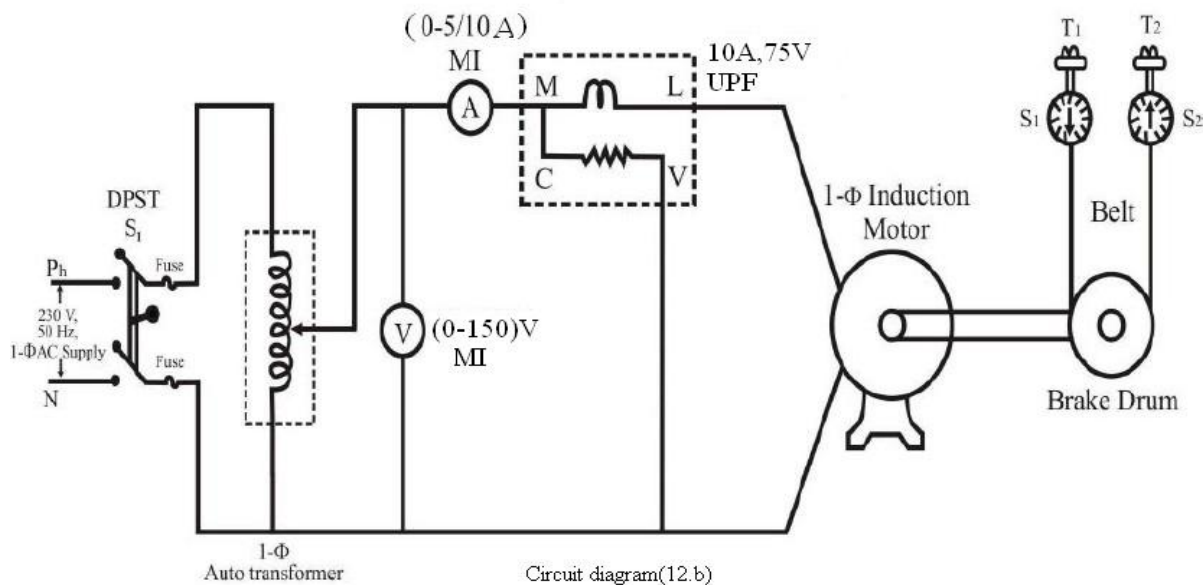 (0-5/10A)
MI
A
M
L
C
V
10A,75V
UPF
T1
T2
S1
S2
DPST
S1
Fuse
Ph
230 V,
50 Hz,
1-ΦAC Supply
N
Fuse
V
(0-150)V
MI
1-Φ Induction
Motor
Belt
Brake Drum
1-Φ
Auto transformer
Circuit diagram(12.b)